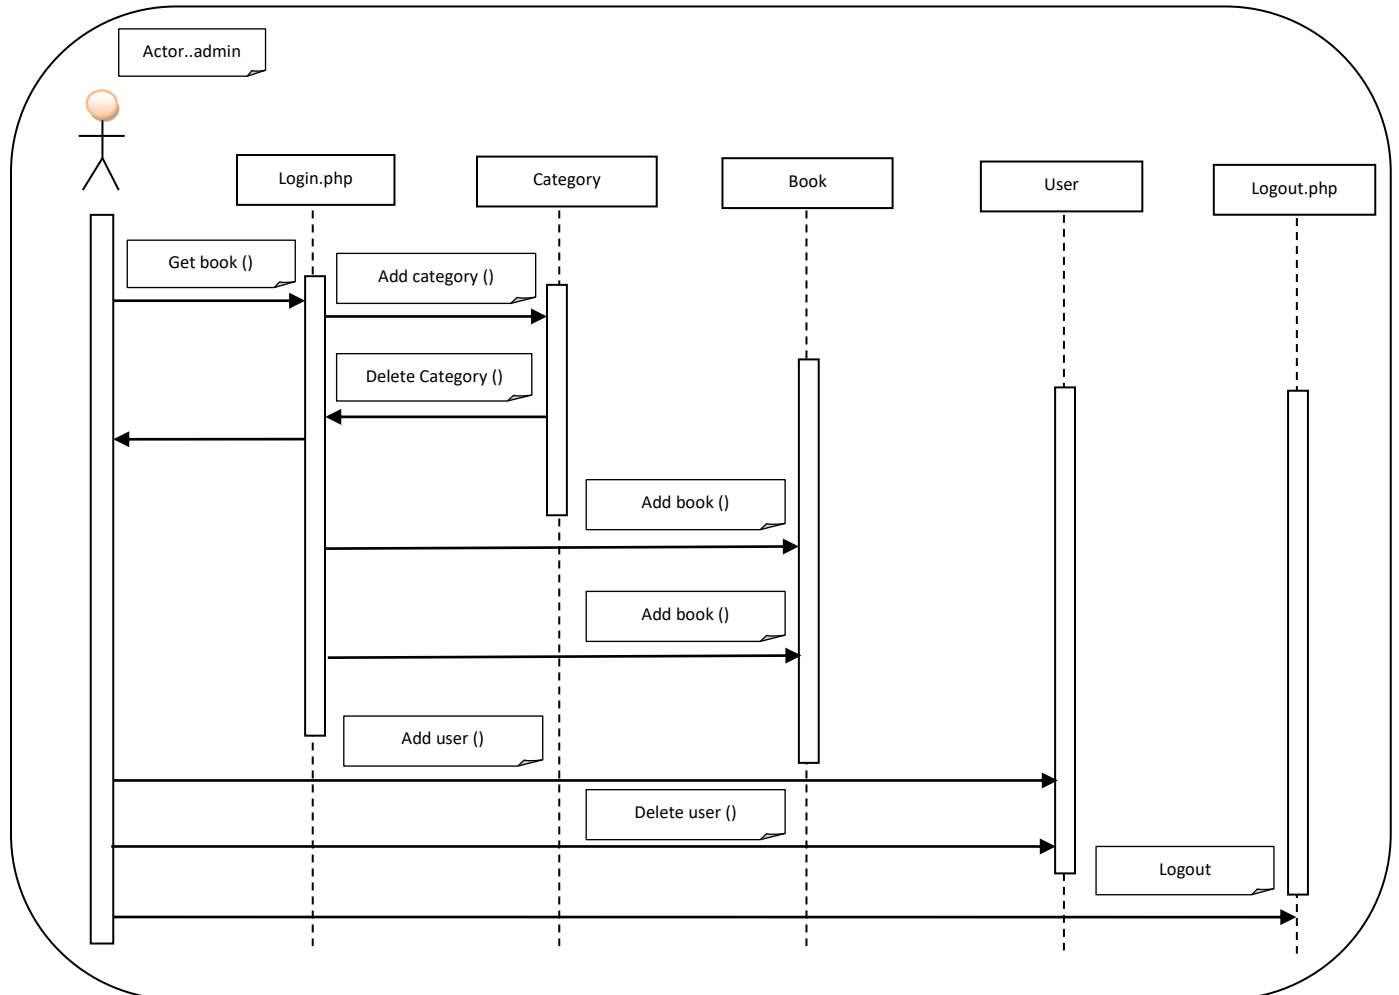 Actor..admin
Login.php
Category
Book
User
Logout.php
Get book ()
Add category ()
Delete Category ()
Add book ()
Add book ()
Add user ()
Delete user ()
Logout